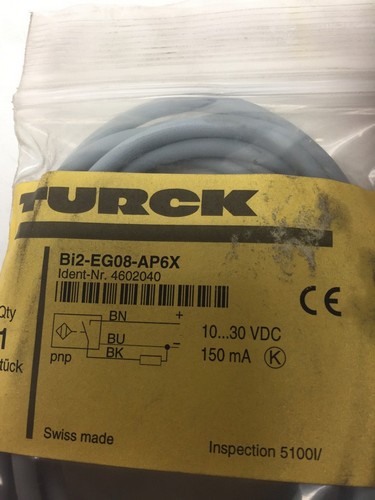 TURCK
Bi2-EG08-AP6X
Ident-Nr. 4602040
CE
Qty
1
tück
BN +
BU −
BK
pnp
10...30 VDC
150 mA K
Swiss made
Inspection 5100I/